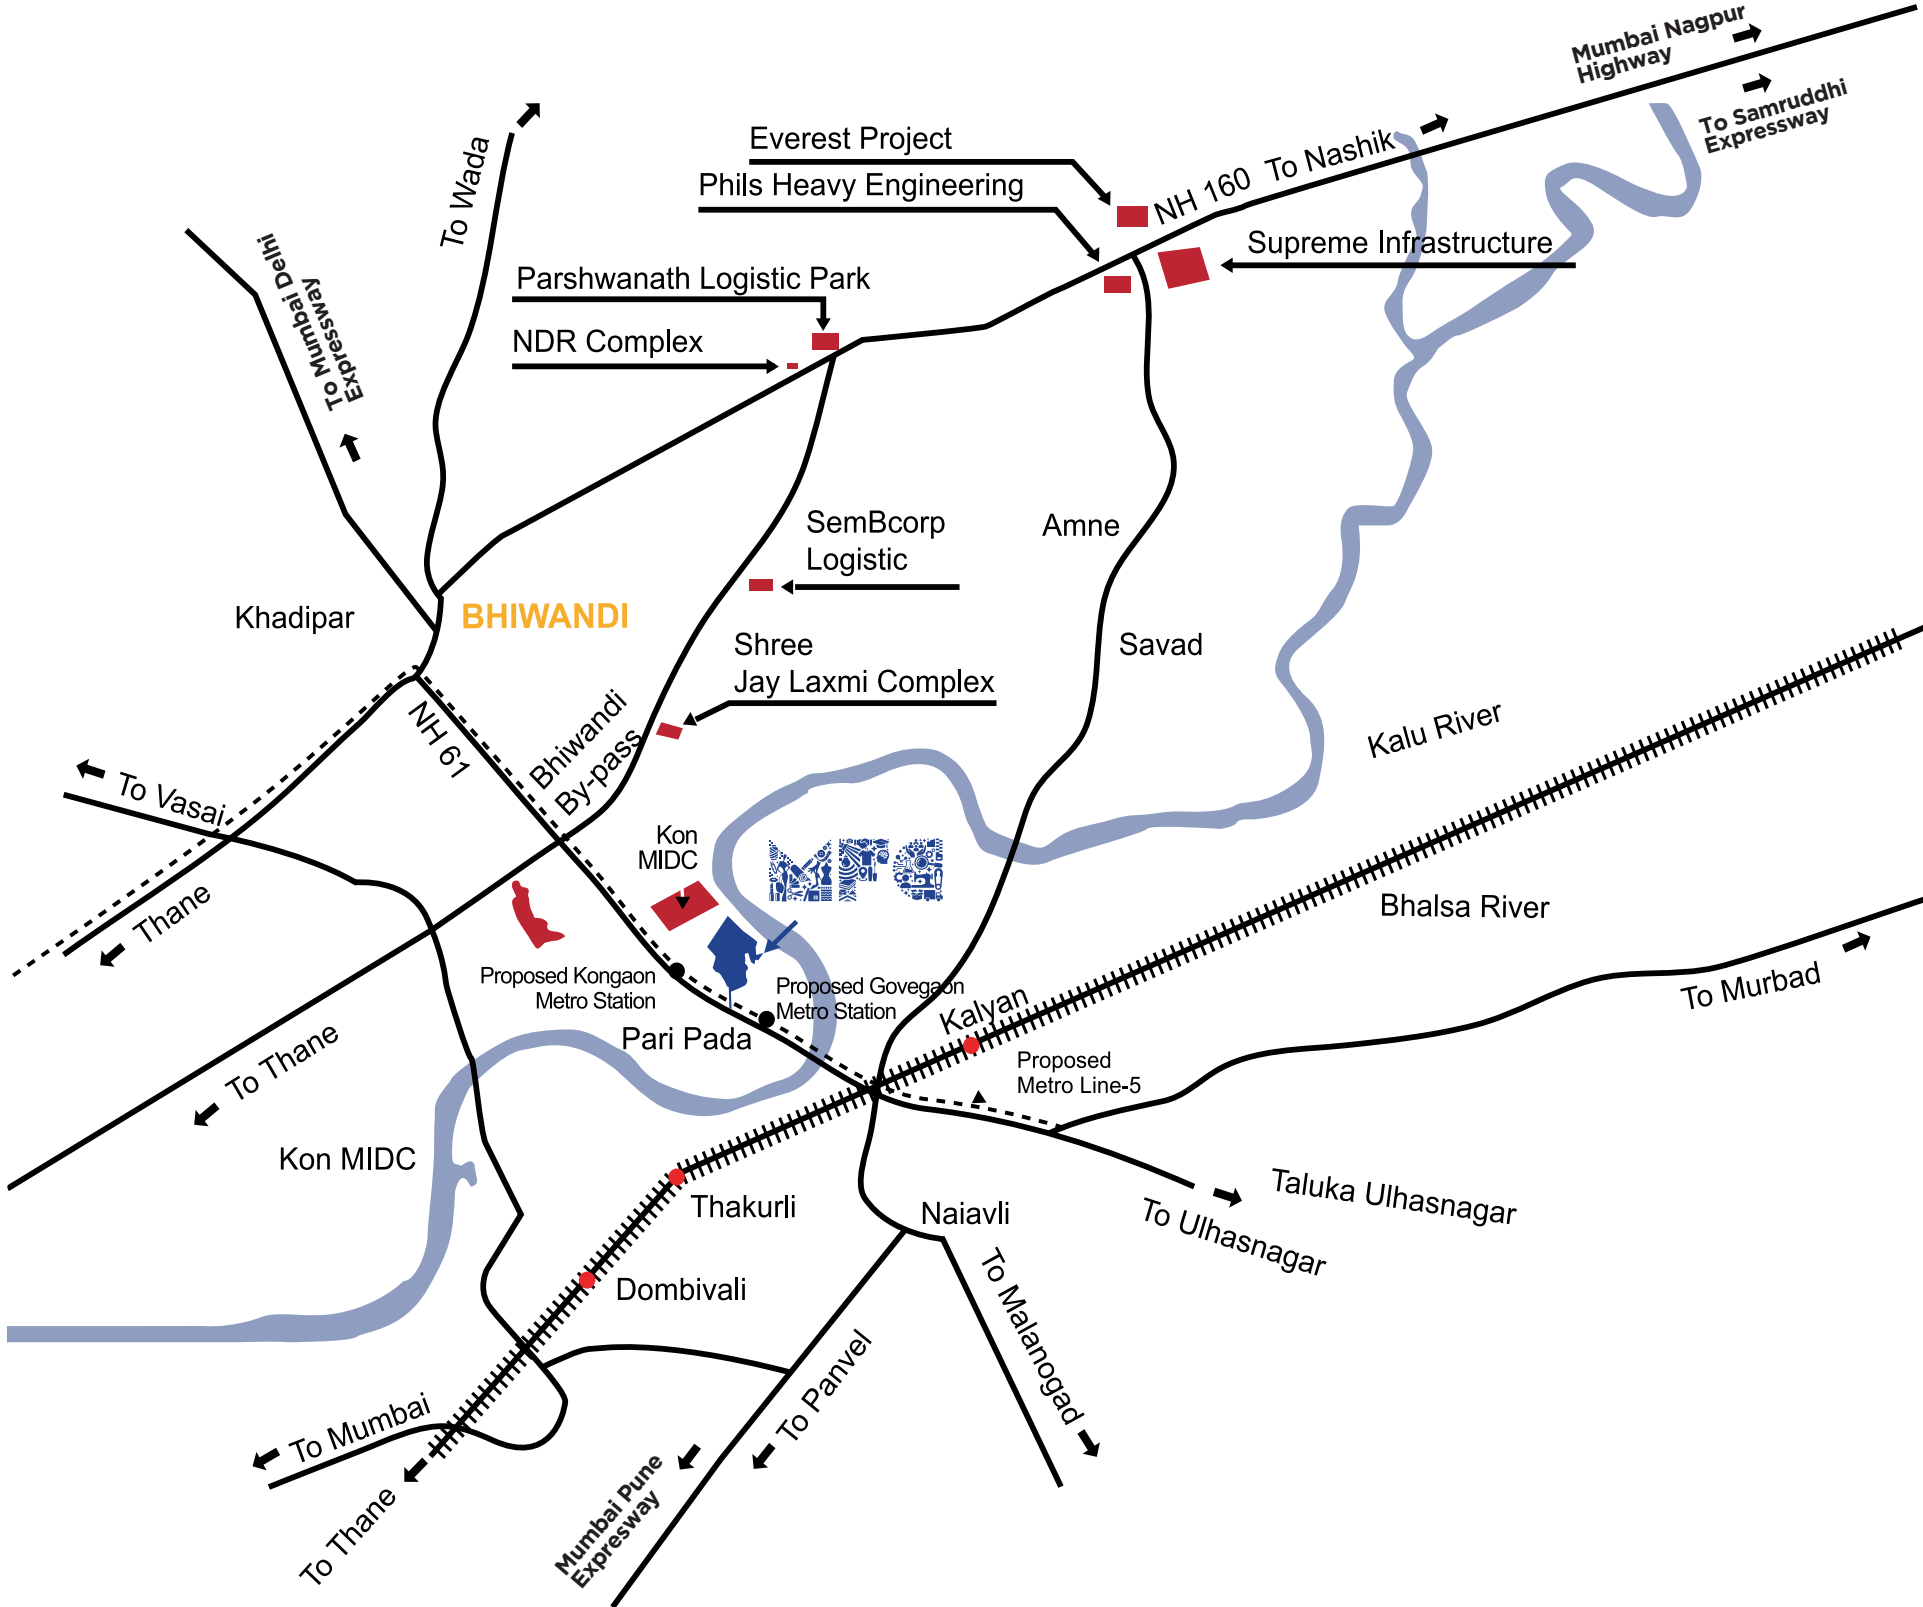 Mumbai Nagpur
Highway
To Samruddhi
Expressway
Everest Project
Phils Heavy Engineering
NH 160 To Nashik
To Wada
Supreme Infrastructure
To Mumbai Delhi
Expressway
Parshwanath Logistic Park
NDR Complex
SemBcorp
Logistic
Amne
Khadipar
BHIWANDI
Shree
Jay Laxmi Complex
Savad
NH 61
Bhiwandi
By-pass
Kalu River
To Vasai
Kon
MIDC
MFC
Thane
Bhalsa River
Proposed Kongaon
Metro Station
Proposed Govegaon
Metro Station
To Murbad
Pari Pada
Kalyan
To Thane
Proposed
Metro Line-5
Kon MIDC
Thakurli
Naiavli
Taluka Ulhasnagar
To Ulhasnagar
Dombivali
To Malanogad
To Panvel
To Mumbai
Mumbai Pune
Expresway
To Thane